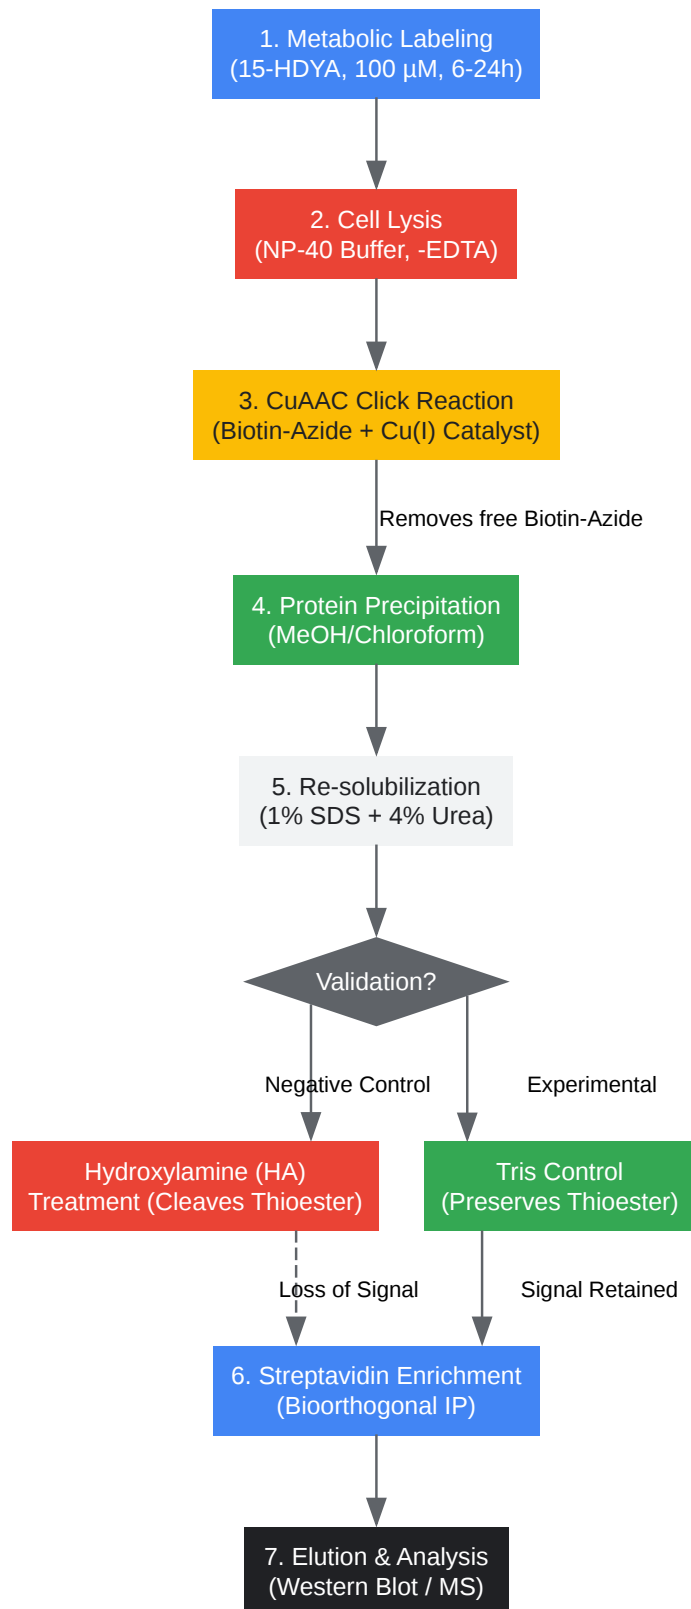 1. Metabolic Labeling
(15-HDYA, 100 µM, 6-24h)
2. Cell Lysis
(NP-40 Buffer, -EDTA)
3. CuAAC Click Reaction
(Biotin-Azide + Cu(I) Catalyst)
Removes free Biotin-Azide
4. Protein Precipitation
(MeOH/Chloroform)
5. Re-solubilization
(1% SDS + 4% Urea)
Validation?
Negative Control
Experimental
Hydroxylamine (HA)
Treatment (Cleaves Thioester)
Tris Control
(Preserves Thioester)
Loss of Signal
Signal Retained
6. Streptavidin Enrichment
(Bioorthogonal IP)
7. Elution & Analysis
(Western Blot / MS)